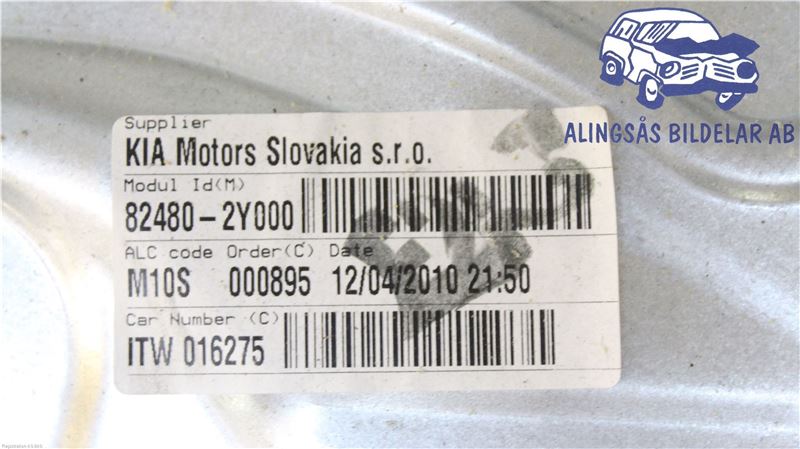 ALINGSÅS BILDELAR AB
Supplier
KIA Motors Slovakia s.r.o.
Modul Id(M)
82480-2Y000
ALC code Order(C) Date
M10S 000895 12/04/2010 21:50
Car Number (C)
ITW 016275